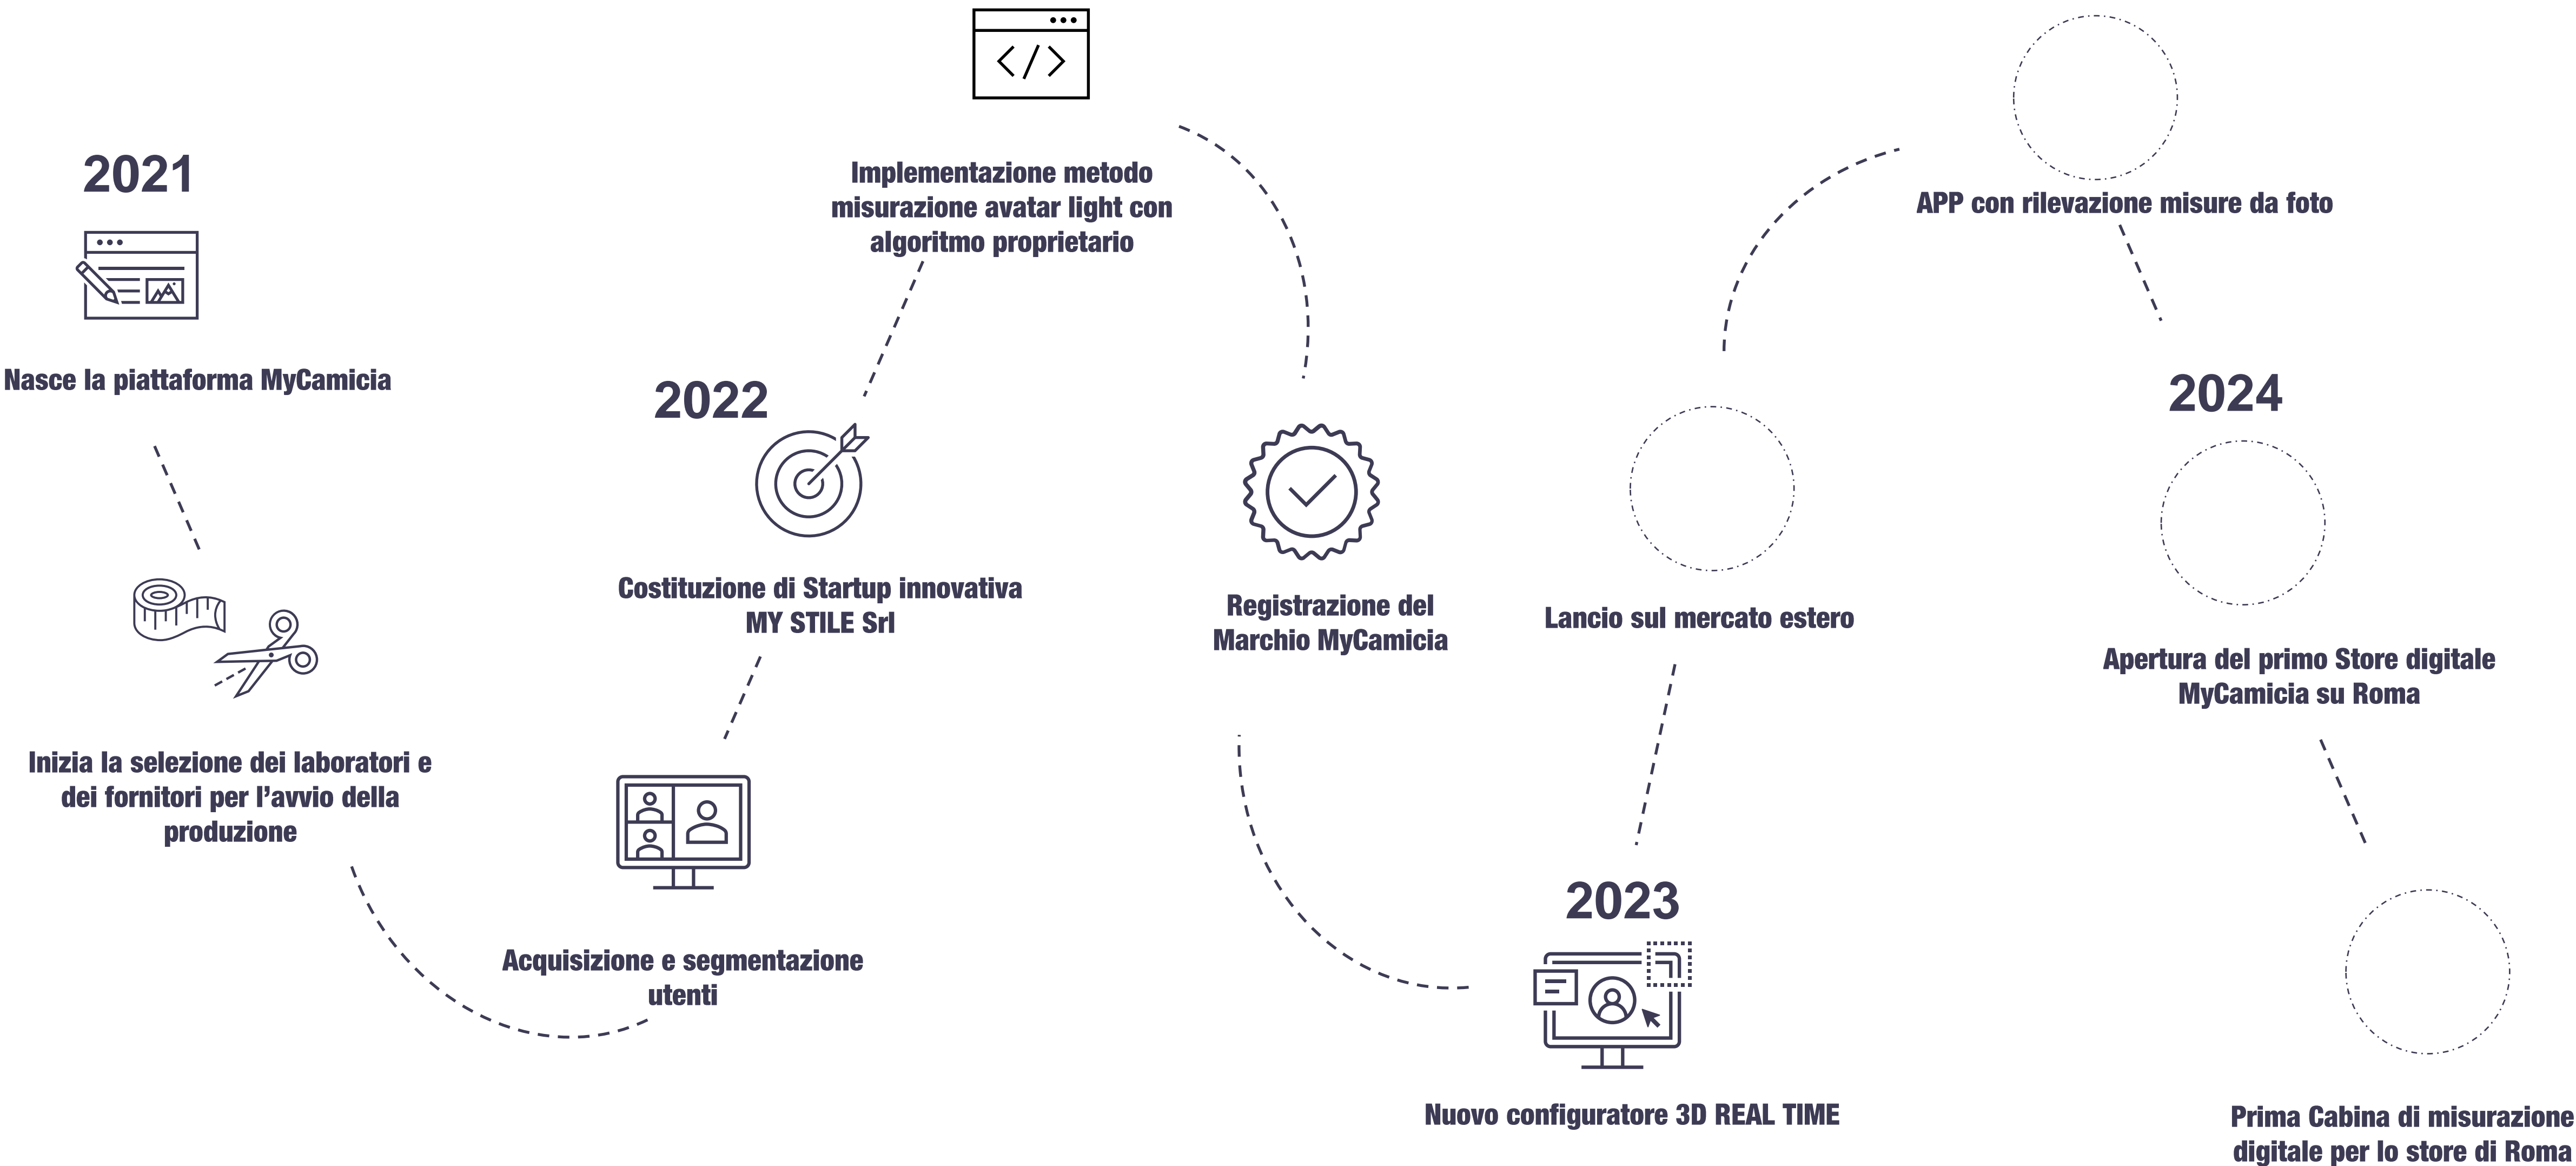 2021
Nasce la piattaforma MyCamicia
Inizia la selezione dei laboratori e
dei fornitori per l’avvio della
produzione
Acquisizione e segmentazione
utenti
2022
Costituzione di Startup innovativa
MY STILE Srl
Implementazione metodo
misurazione avatar light con
algoritmo proprietario
Registrazione del
Marchio MyCamicia
2023
Nuovo configuratore 3D REAL TIME
Lancio sul mercato estero
APP con rilevazione misure da foto
2024
Apertura del primo Store digitale
MyCamicia su Roma
Prima Cabina di misurazione
digitale per lo store di Roma